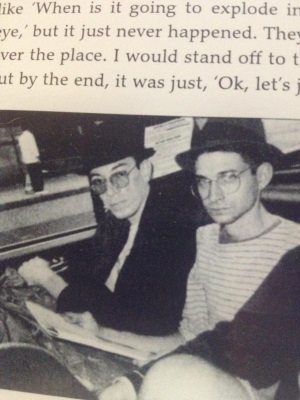 like ‘When is it going to explode in
eye,’ but it just never happened. They
ver the place. I would stand off to t
ut by the end, it was just, ‘Ok, let’s j